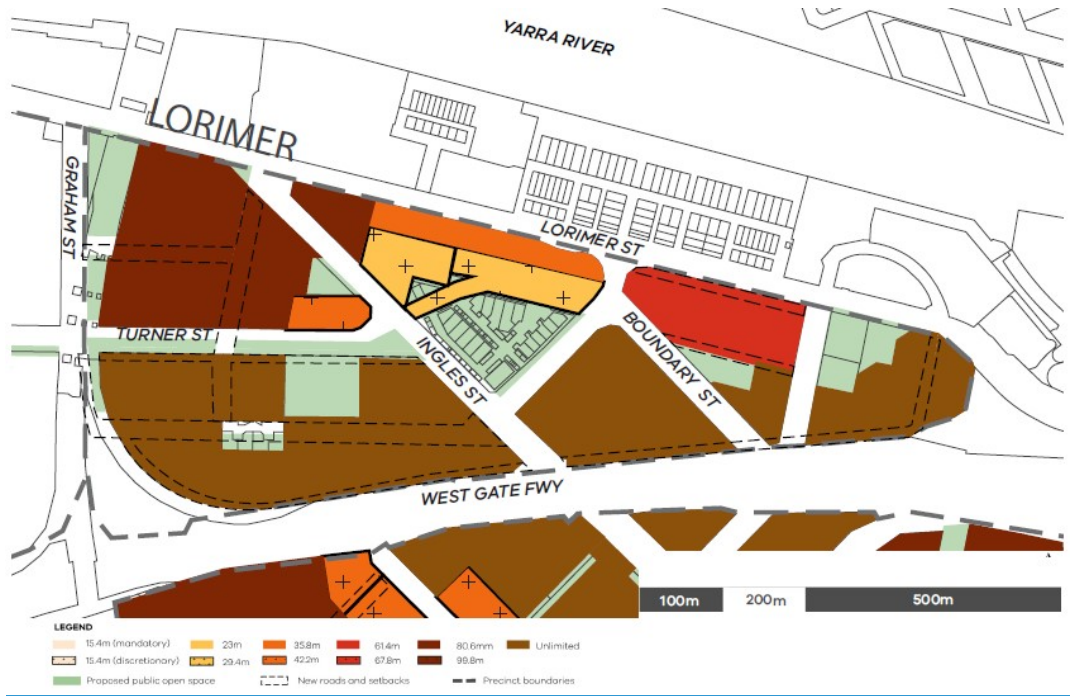 YARRA RIVER
LORIMER
GRAHAM ST
LORIMER ST
TURNER ST
INGLES ST
BOUNDARY ST
WEST GATE FWY
100m 200m 500m
LEGEND
15.4m (mandatory) 23m 35.8m 61.4m 80.6mm Unlimited
15.4m (discretionary) 29.4m 42.2m 67.8m 99.8m
Proposed public open space New roads and setbacks Precinct boundaries